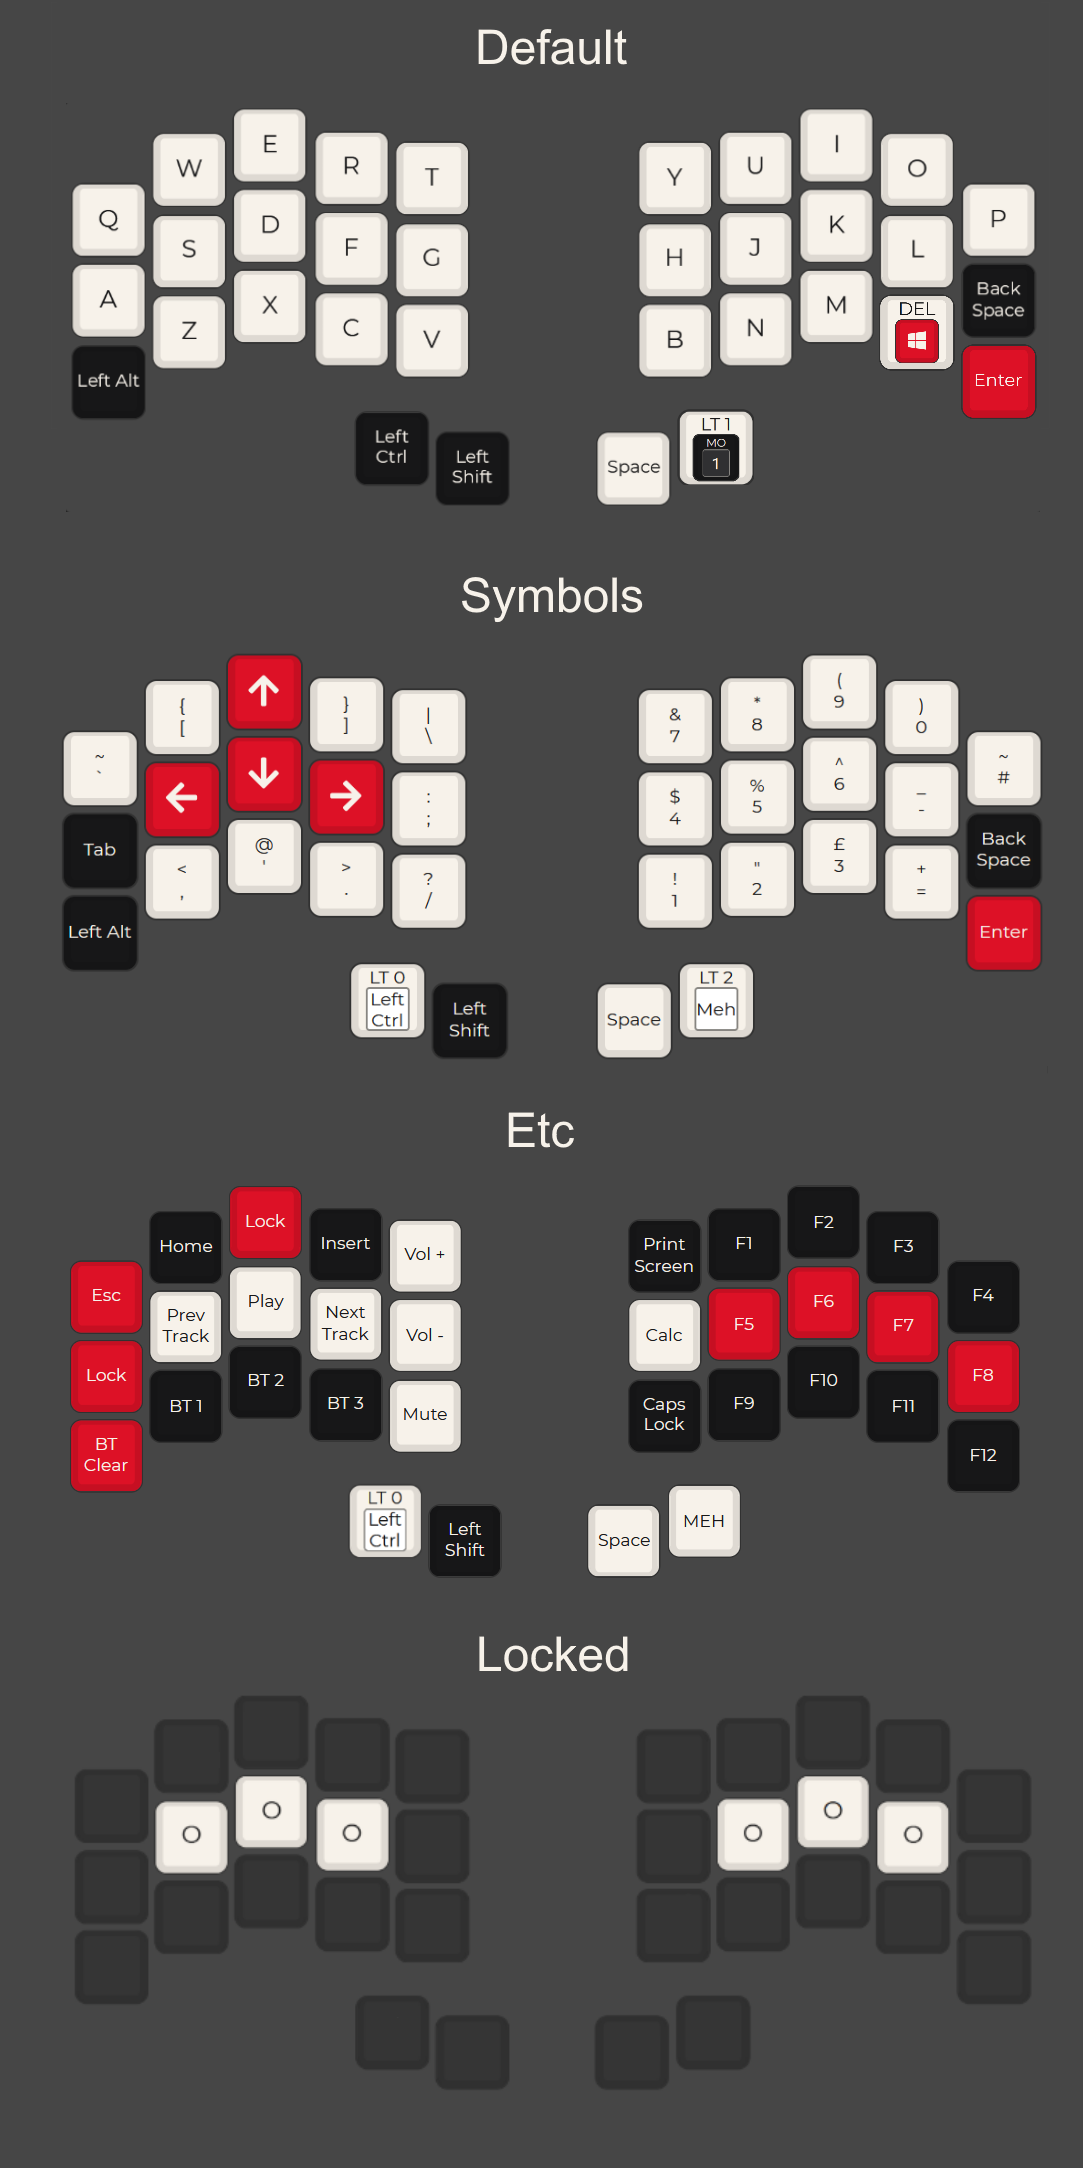 Default
Q W E R T Y U I O P
A S D F G H J K L Back Space
Left Alt Z X C V B N M DEL Enter
Left Ctrl Left Shift Space LT 1 MO 1
Symbols
~ ` { [ } ] | \ & 7 * 8 ( 9 ) 0 ~ #
Tab : ; $ 4 % 5 ^ 6 _ - Back Space
Left Alt < , @ ' > . ? / ! 1 " 2 £ 3 + = Enter
LT 0 Left Ctrl Left Shift Space LT 2 Meh
Etc
Esc Home Lock Insert Vol + Print Screen F1 F2 F3 F4
Lock Prev Track Play Next Track Vol - Calc F5 F6 F7 F8
BT Clear BT 1 BT 2 BT 3 Mute Caps Lock F9 F10 F11 F12
LT 0 Left Ctrl Left Shift Space MEH
Locked
O O O O O O